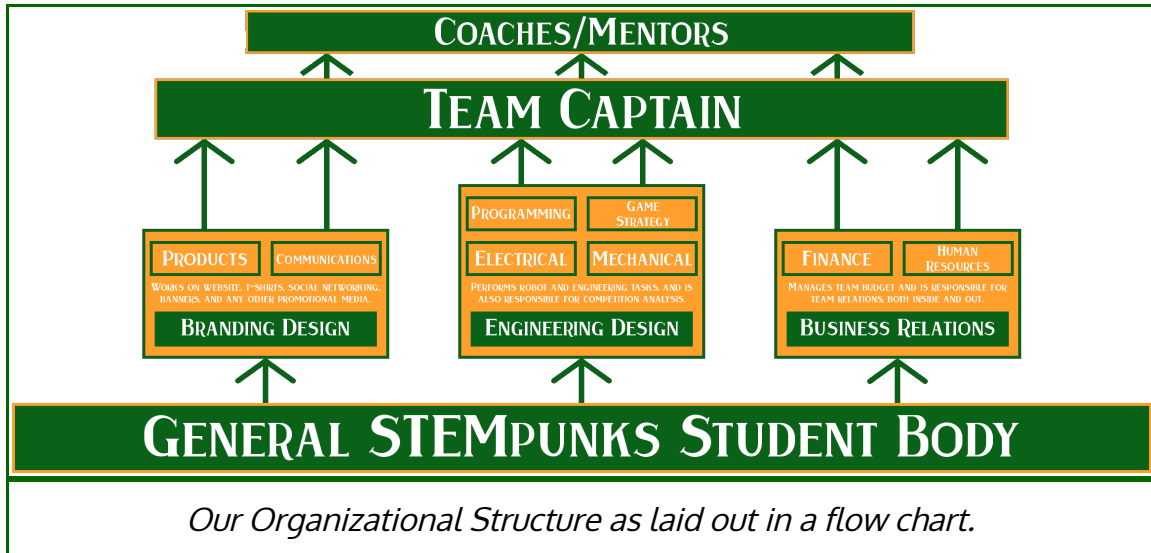 Coaches/Mentors
Team Captain
Products
Communications
Works on website, t-shirts, social networking,
banners, and any other promotional media.
Branding Design
Programming
Game
Strategy
Electrical
Mechanical
Performs robot and engineering tasks, and is
also responsible for competition analysis.
Engineering Design
Finance
Human
Resources
Manages team budget and is responsible for
team relations, both inside and out.
Business Relations
General STEMpunks Student Body
Our Organizational Structure as laid out in a flow chart.